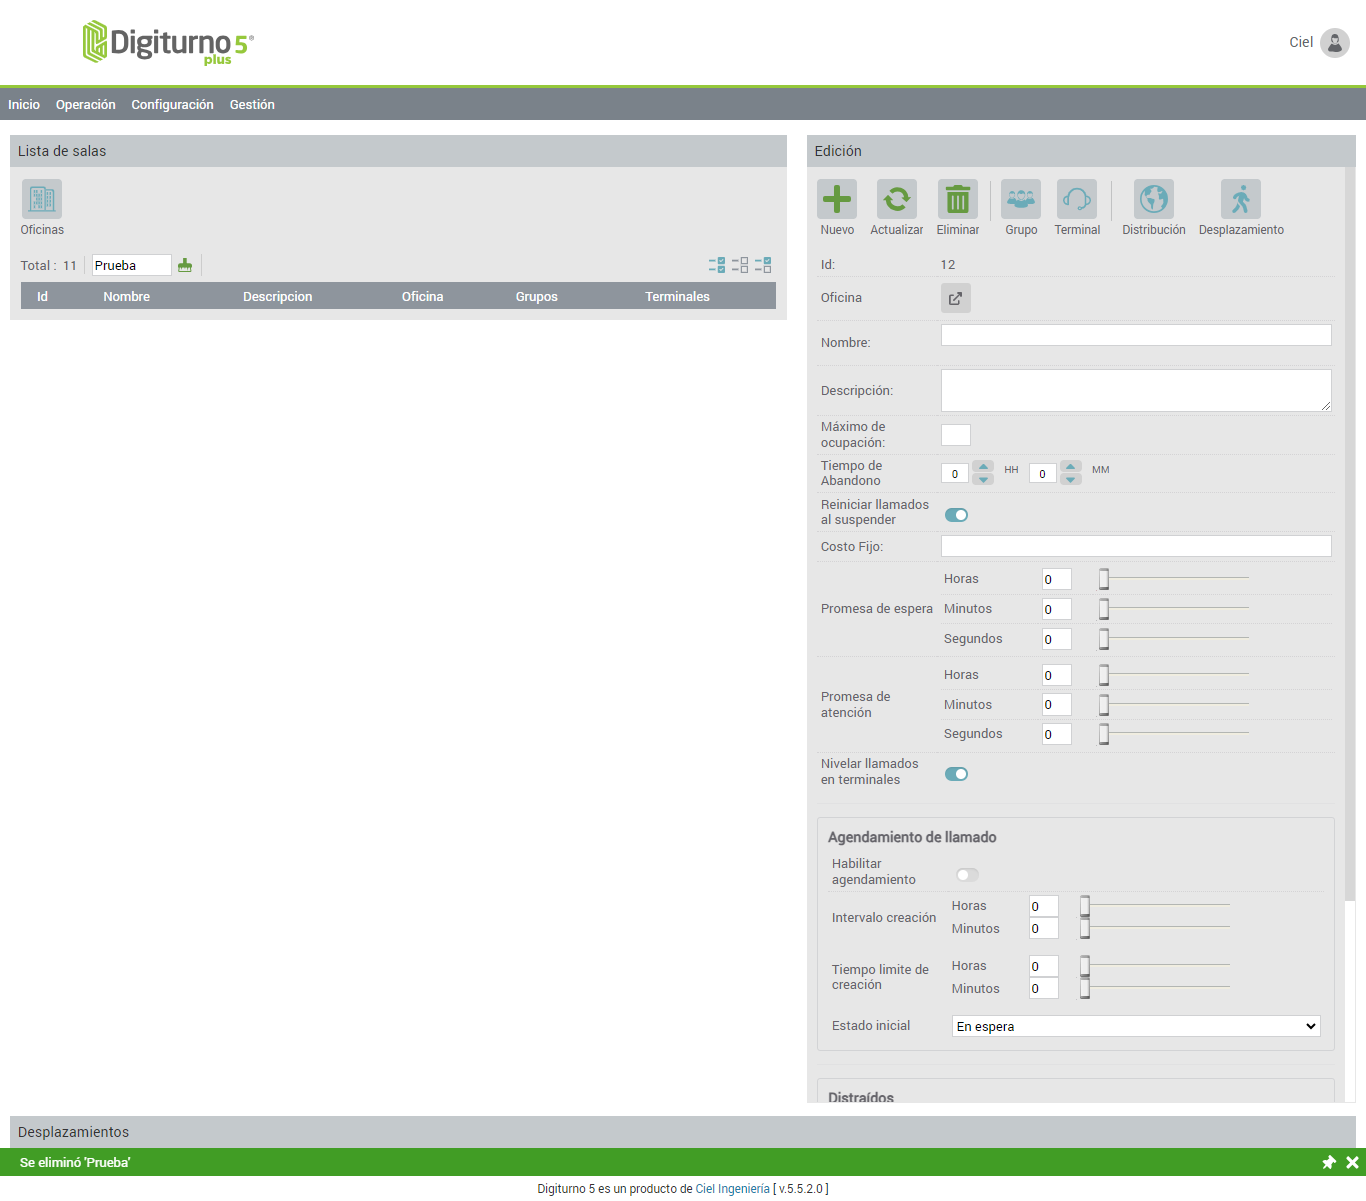 Digiturno 5®
plus
Ciel
Inicio Operación Configuración Gestión
Lista de salas
Oficinas
Total : 11 Prueba
Id Nombre Descripcion Oficina Grupos Terminales
Edición
Nuevo Actualizar Eliminar Grupo Terminal Distribución Desplazamiento
Id: 12
Oficina
Nombre:
Descripción:
Máximo de
ocupación:
Tiempo de
Abandono
0 HH 0 MM
Reiniciar llamados
al suspender
Costo Fijo:
Promesa de espera
Horas 0
Minutos 0
Segundos 0
Promesa de
atención
Horas 0
Minutos 0
Segundos 0
Nivelar llamados
en terminales
Agendamiento de llamado
Habilitar
agendamiento
Intervalo creación
Horas 0
Minutos 0
Tiempo limite de
creación
Horas 0
Minutos 0
Estado inicial En espera
Distraídos
Desplazamientos
Se eliminó 'Prueba'
Digiturno 5 es un producto de Ciel Ingeniería [ v.5.5.2.0 ]